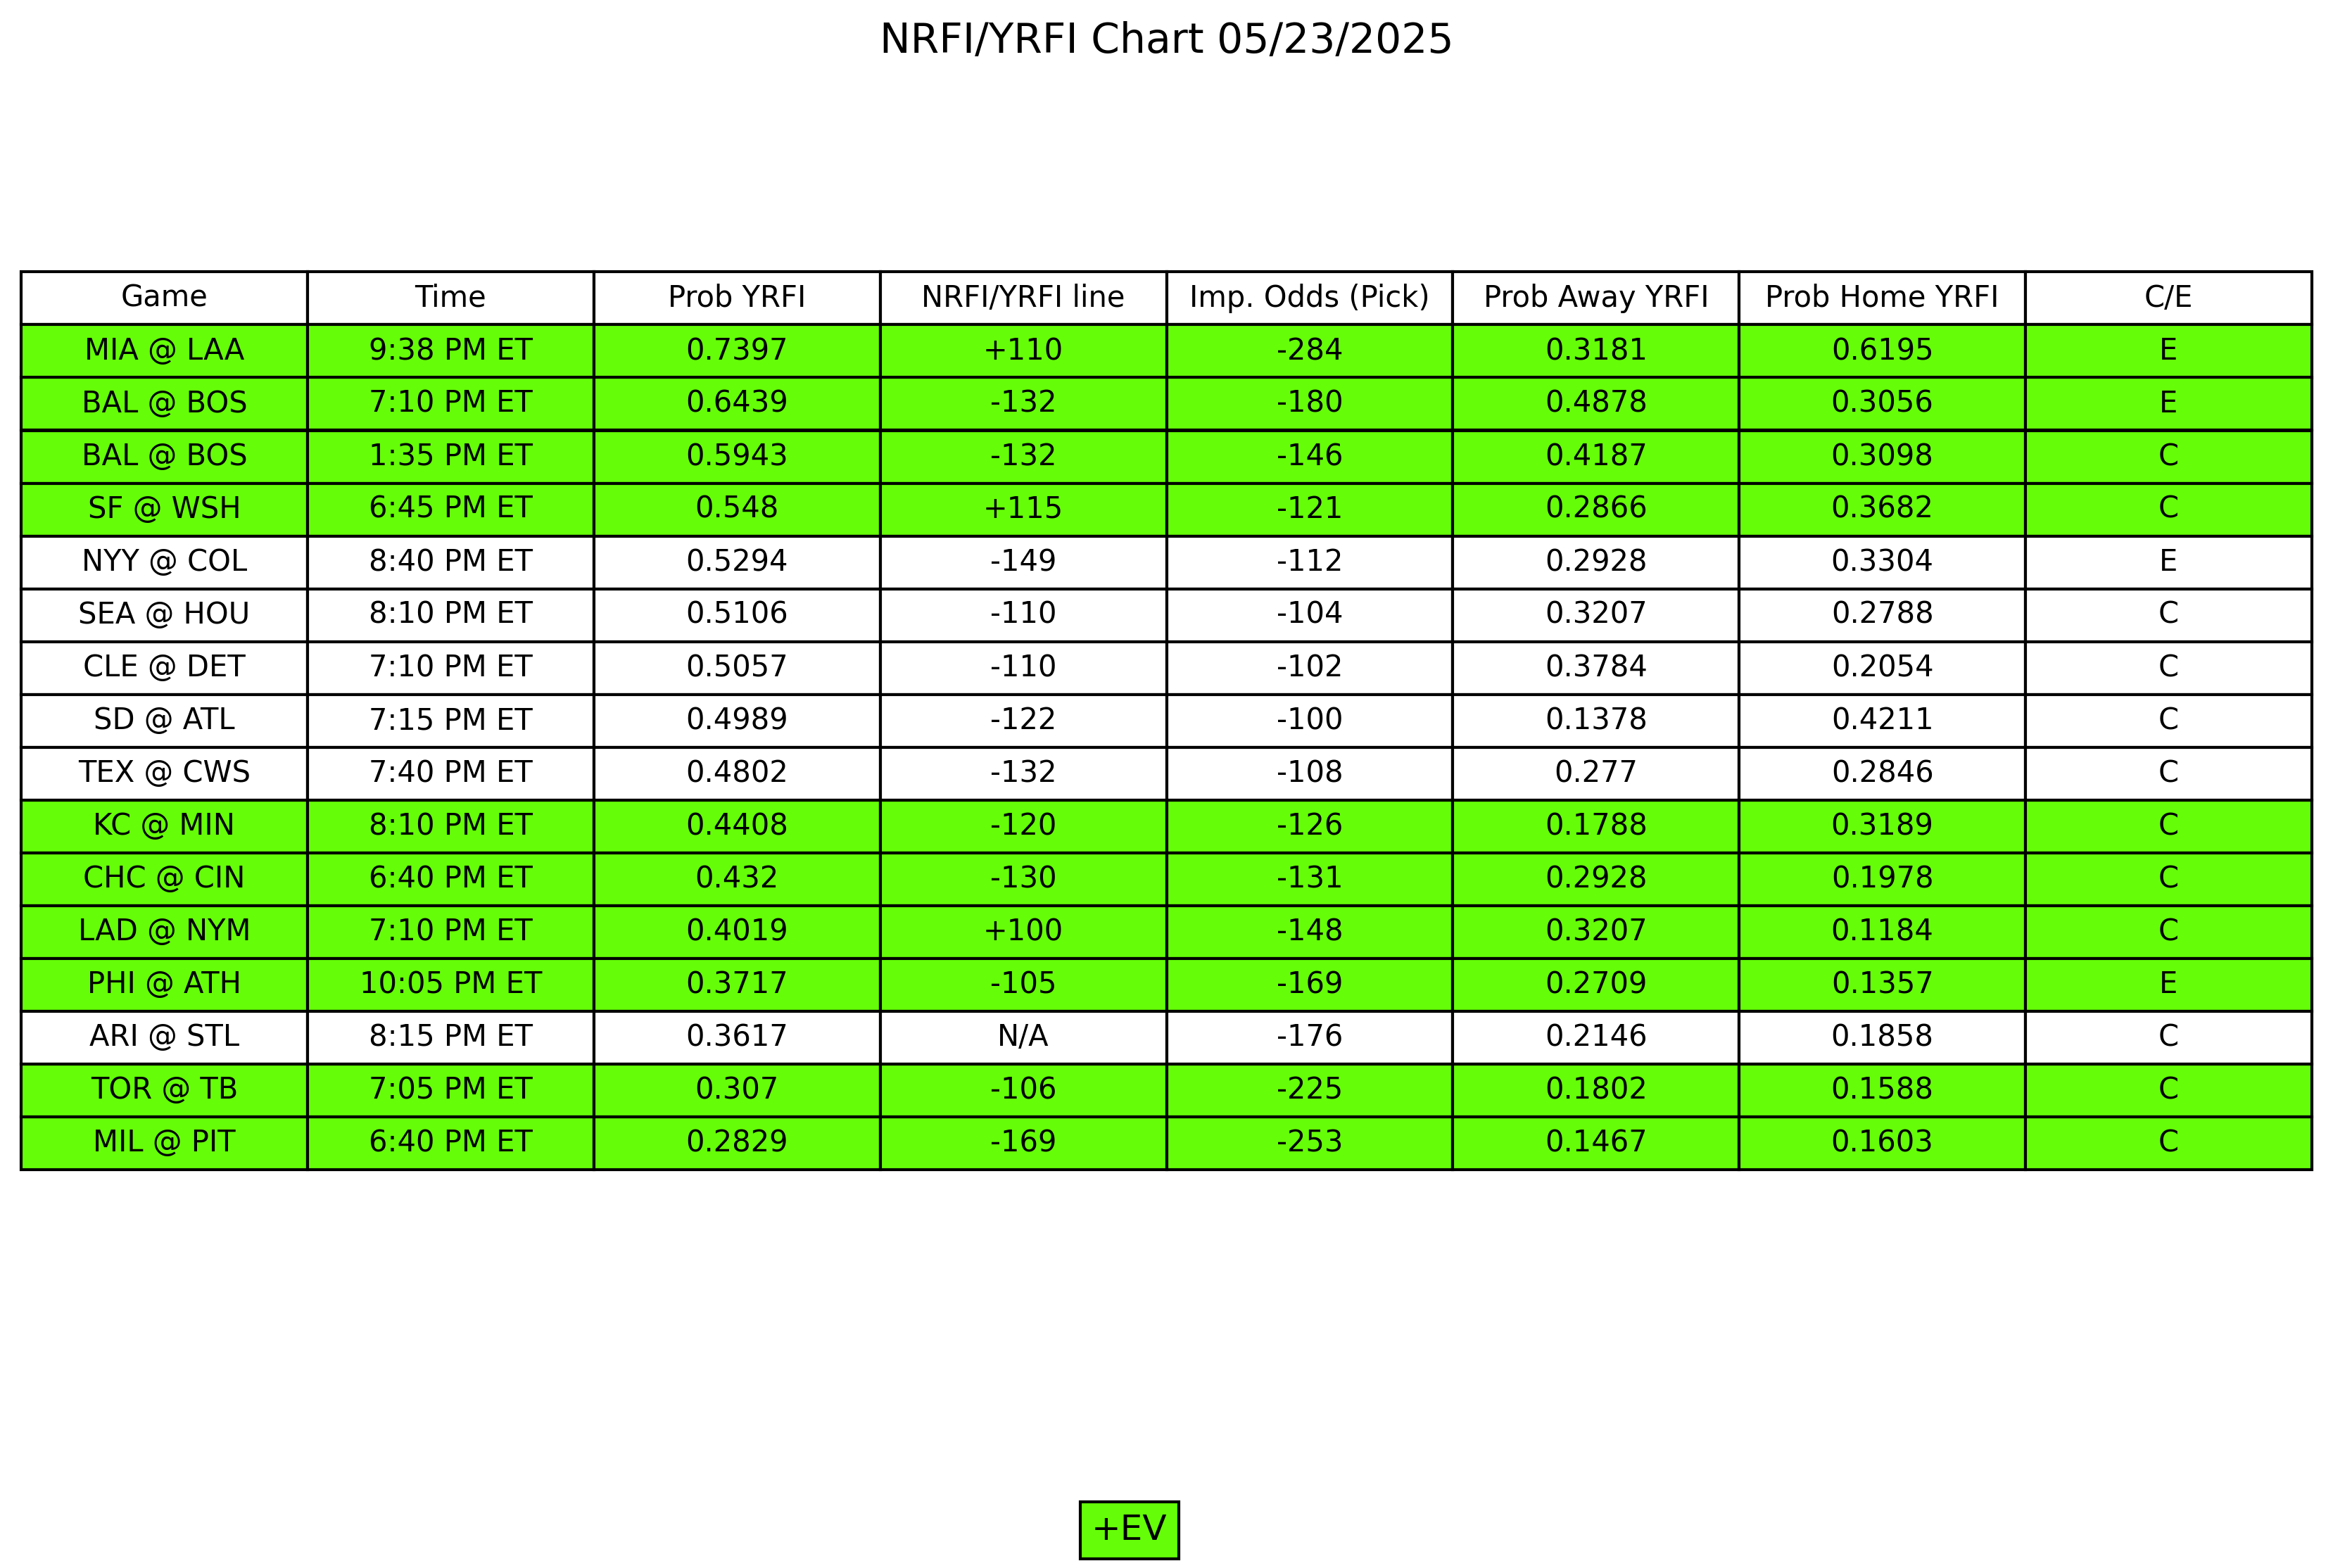 NRFI/YRFI Chart 05/23/2025
Game Time Prob YRFI NRFI/YRFI line Imp. Odds (Pick) Prob Away YRFI Prob Home YRFI C/E
MIA @ LAA 9:38 PM ET 0.7397 +110 -284 0.3181 0.6195 E
BAL @ BOS 7:10 PM ET 0.6439 -132 -180 0.4878 0.3056 E
BAL @ BOS 1:35 PM ET 0.5943 -132 -146 0.4187 0.3098 C
SF @ WSH 6:45 PM ET 0.548 +115 -121 0.2866 0.3682 C
NYY @ COL 8:40 PM ET 0.5294 -149 -112 0.2928 0.3304 E
SEA @ HOU 8:10 PM ET 0.5106 -110 -104 0.3207 0.2788 C
CLE @ DET 7:10 PM ET 0.5057 -110 -102 0.3784 0.2054 C
SD @ ATL 7:15 PM ET 0.4989 -122 -100 0.1378 0.4211 C
TEX @ CWS 7:40 PM ET 0.4802 -132 -108 0.277 0.2846 C
KC @ MIN 8:10 PM ET 0.4408 -120 -126 0.1788 0.3189 C
CHC @ CIN 6:40 PM ET 0.432 -130 -131 0.2928 0.1978 C
LAD @ NYM 7:10 PM ET 0.4019 +100 -148 0.3207 0.1184 C
PHI @ ATH 10:05 PM ET 0.3717 -105 -169 0.2709 0.1357 E
ARI @ STL 8:15 PM ET 0.3617 N/A -176 0.2146 0.1858 C
TOR @ TB 7:05 PM ET 0.307 -106 -225 0.1802 0.1588 C
MIL @ PIT 6:40 PM ET 0.2829 -169 -253 0.1467 0.1603 C
+EV